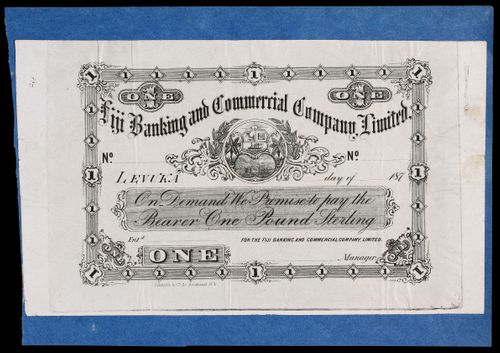 ONE ONE
Fiji Banking and Commercial Company, Limited.
No No
LEVUKA day of 187
On Demand We Promise to pay the
Bearer One Pound Sterling
Entd. FOR THE FIJI BANKING AND COMMERCIAL COMPANY, LIMITED.
ONE
Manager.